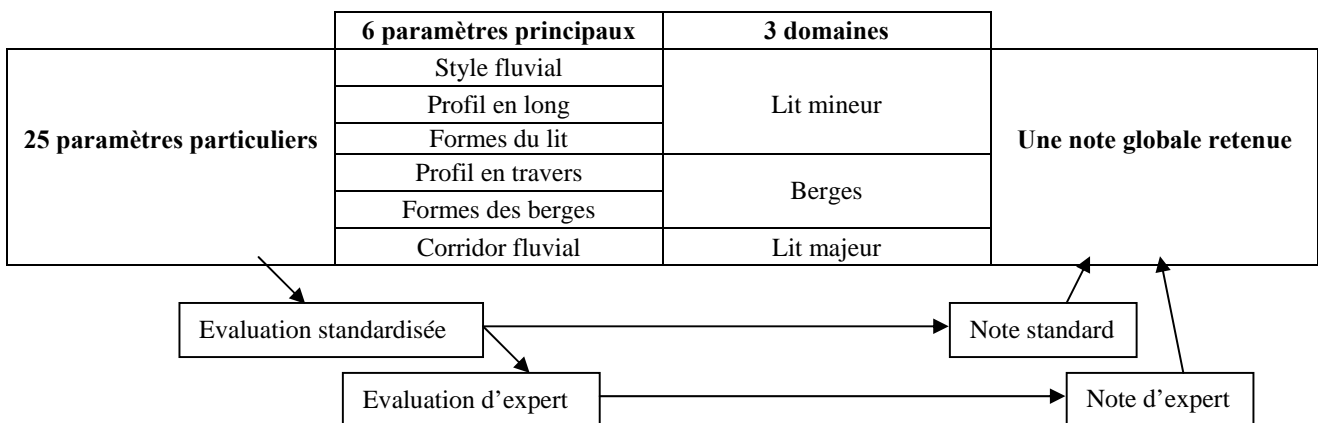 6 paramètres principaux 3 domaines
Style fluvial
Profil en long Lit mineur
25 paramètres particuliers Formes du lit Une note globale retenue
Profil en travers
Formes des berges Berges
Corridor fluvial Lit majeur
Evaluation standardisée Note standard
Evaluation d’expert Note d’expert